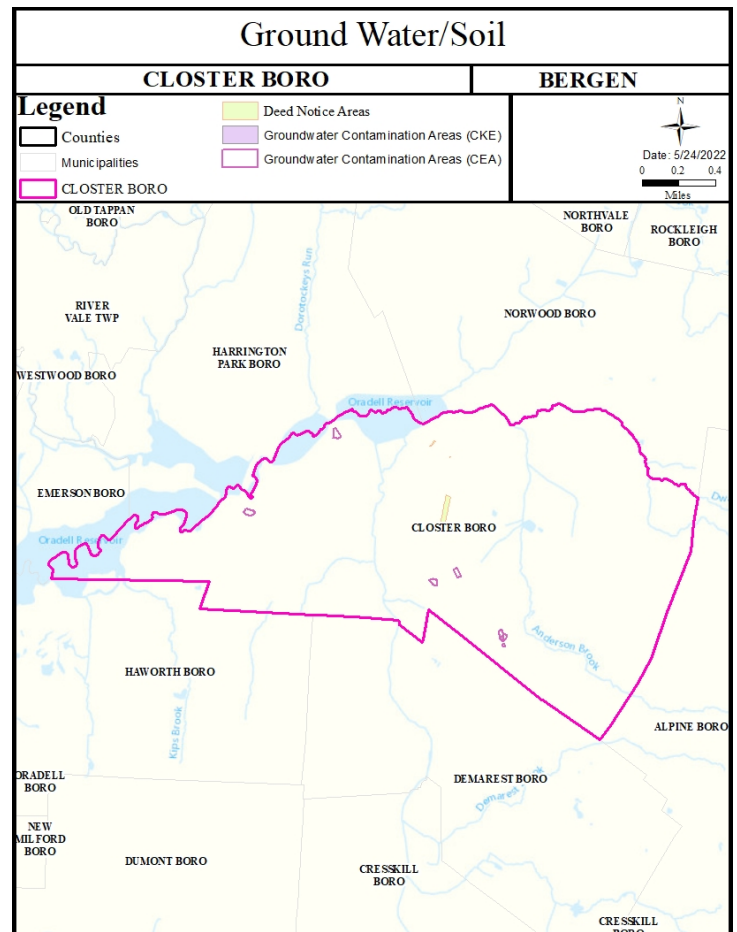 Ground Water/Soil
CLOSTER BORO
BERGEN
Legend
Counties
Municipalities
CLOSTER BORO
Deed Notice Areas
Groundwater Contamination Areas (CKE)
Groundwater Contamination Areas (CEA)
N
Date: 5/24/2022
0 0.2 0.4
Miles
OLD TAPPAN
BORO
NORTHVALE
BORO
ROCKLEIGH
BORO
Dorotockeys Run
RIVER
VALE TWP
NORWOOD BORO
HARRINGTON
PARK BORO
WESTWOOD BORO
Oradell Reservoir
EMERSON BORO
Dw
CLOSTER BORO
Oradell Reservoir
Anderson Brook
HAWORTH BORO
Kips Brook
ALPINE BORO
ORADELL
BORO
DEMAREST BORO
Demarest
NEW
MILFORD
BORO
DUMONT BORO
CRESSKILL
BORO
CRESSKILL
BORO